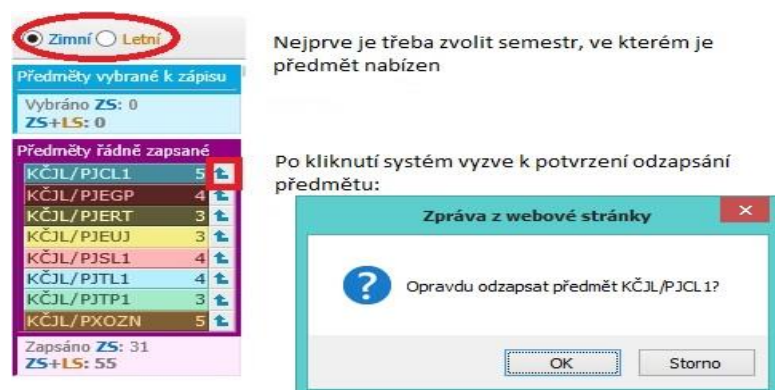 Zimní Letní
Nejprve je třeba zvolit semestr, ve kterém je
předmět nabízen
Předměty vybrané k zápisu
Vybráno ZS: 0
ZS+LS: 0
Předměty řádně zapsané
KČJL/PJCL1 5
KČJL/PJEGP 4
KČJL/PJERT 3
KČJL/PJEUJ 3
KČJL/PJSL1 4
KČJL/PJTL1 4
KČJL/PJTP1 3
KČJL/PXOZN 5
Zapsáno ZS: 31
ZS+LS: 55
Po kliknutí systém vyzve k potvrzení odzapsání
předmětu:
Zpráva z webové stránky
Opravdu odzapsat předmět KČJL/PJCL1?
OK Storno